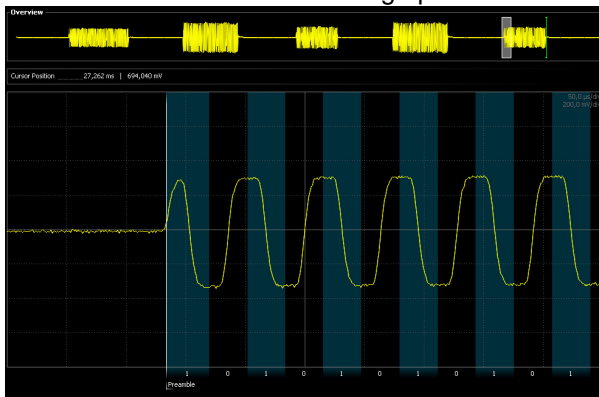 Overview
Cursor Position 27,262 ms | 694,040 mV
50,0 µs/div
200,0 mV/div
1 0 1 0 1 0 1 0 1 0 1
Preamble